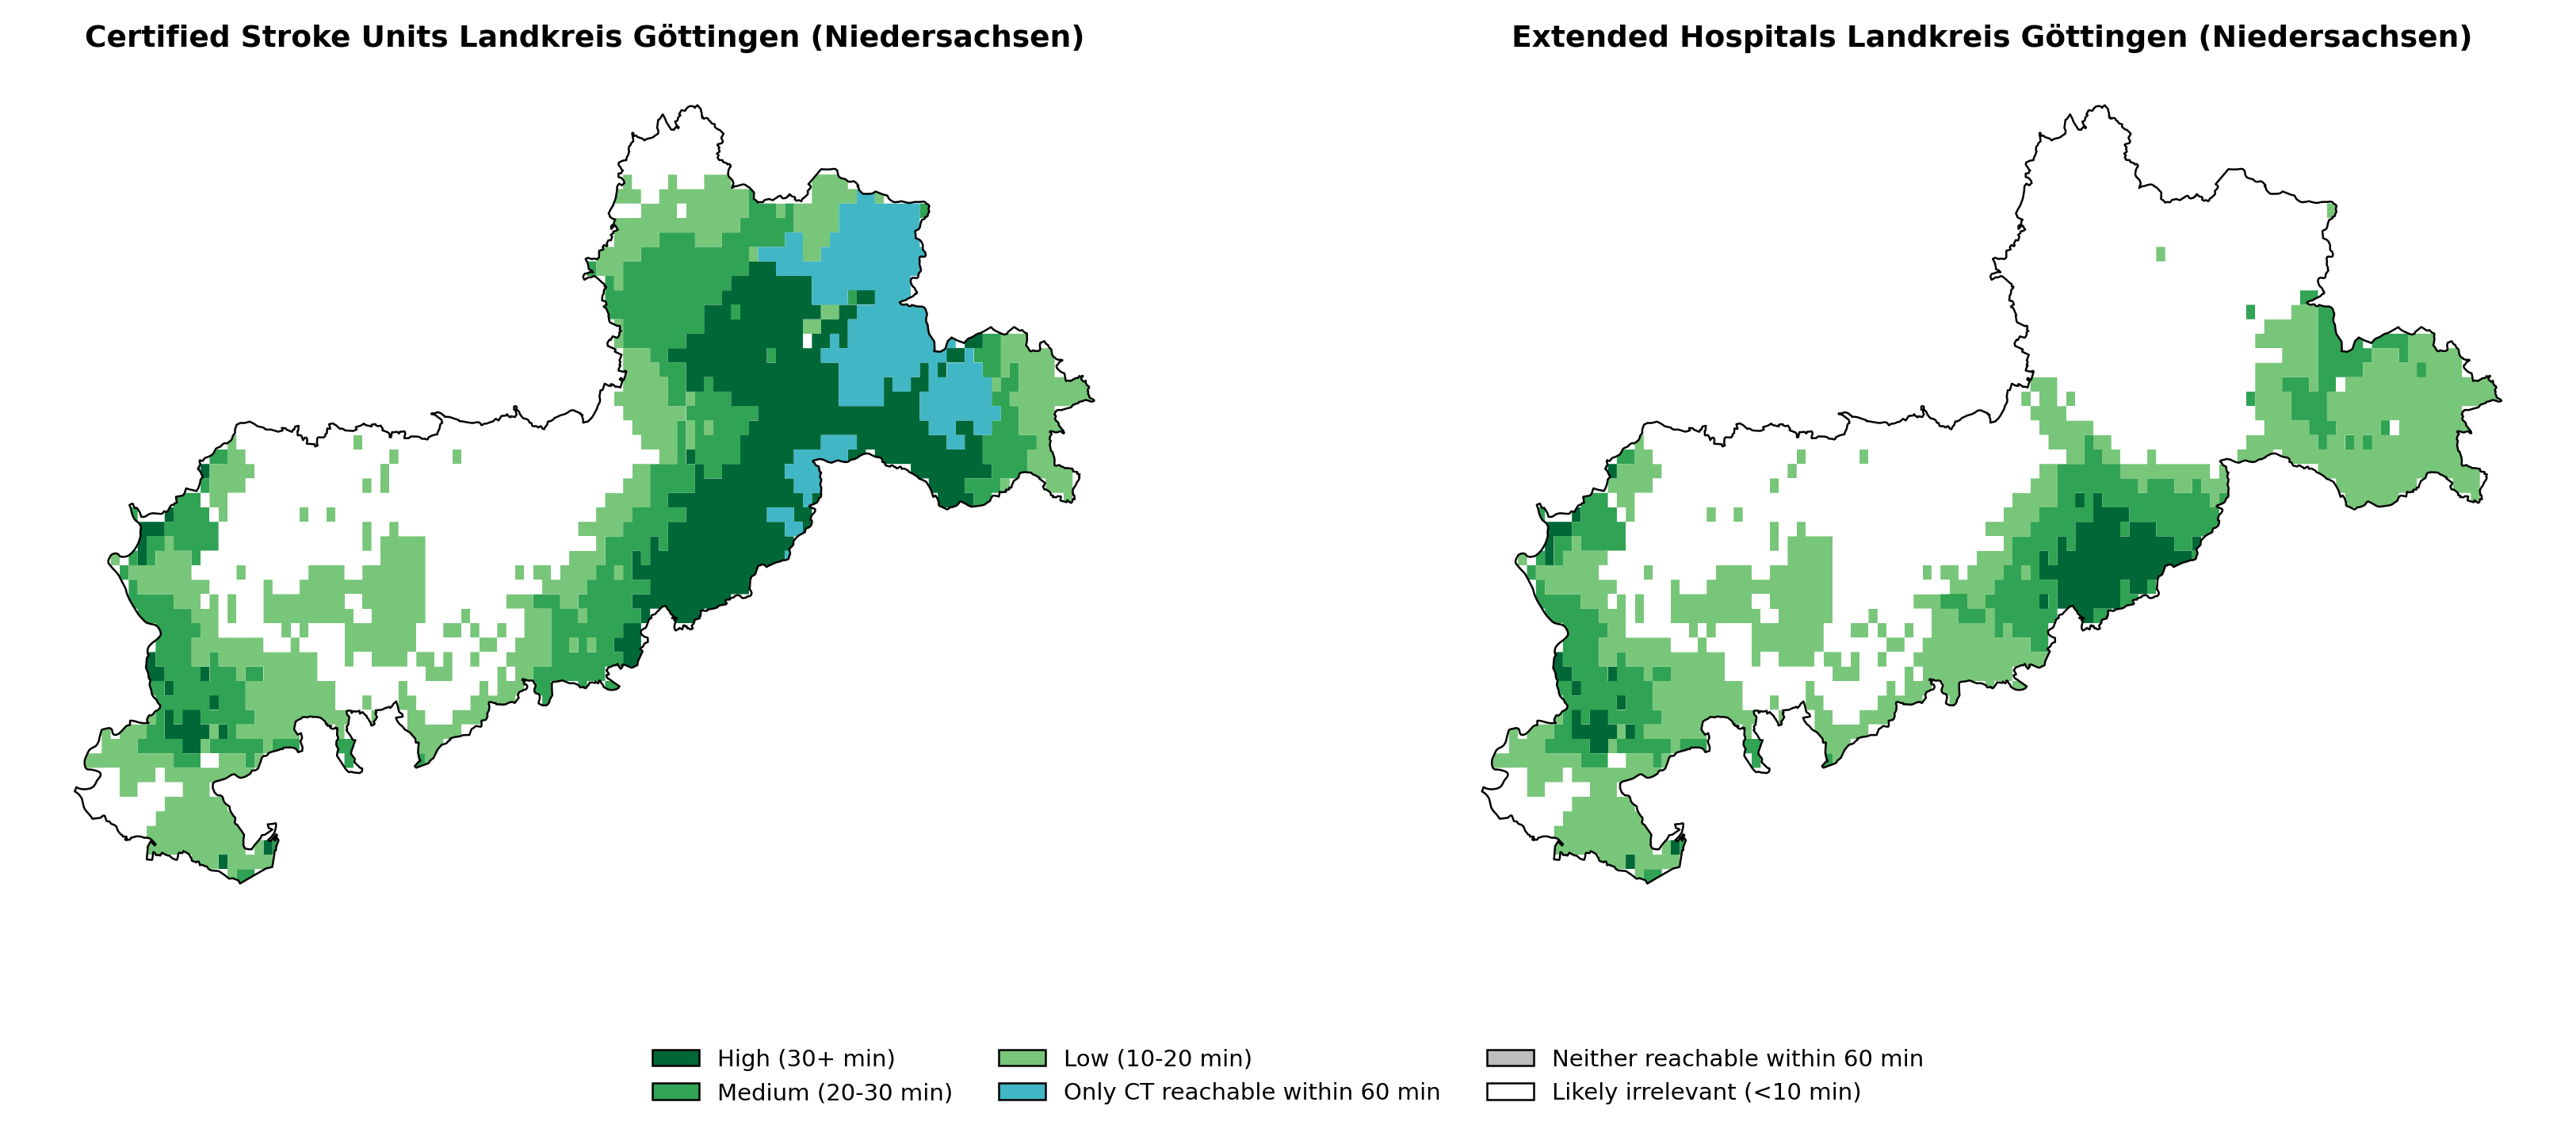 Certified Stroke Units Landkreis Göttingen (Niedersachsen)
Extended Hospitals Landkreis Göttingen (Niedersachsen)
High (30+ min)
Medium (20-30 min)
Low (10-20 min)
Only CT reachable within 60 min
Neither reachable within 60 min
Likely irrelevant (<10 min)